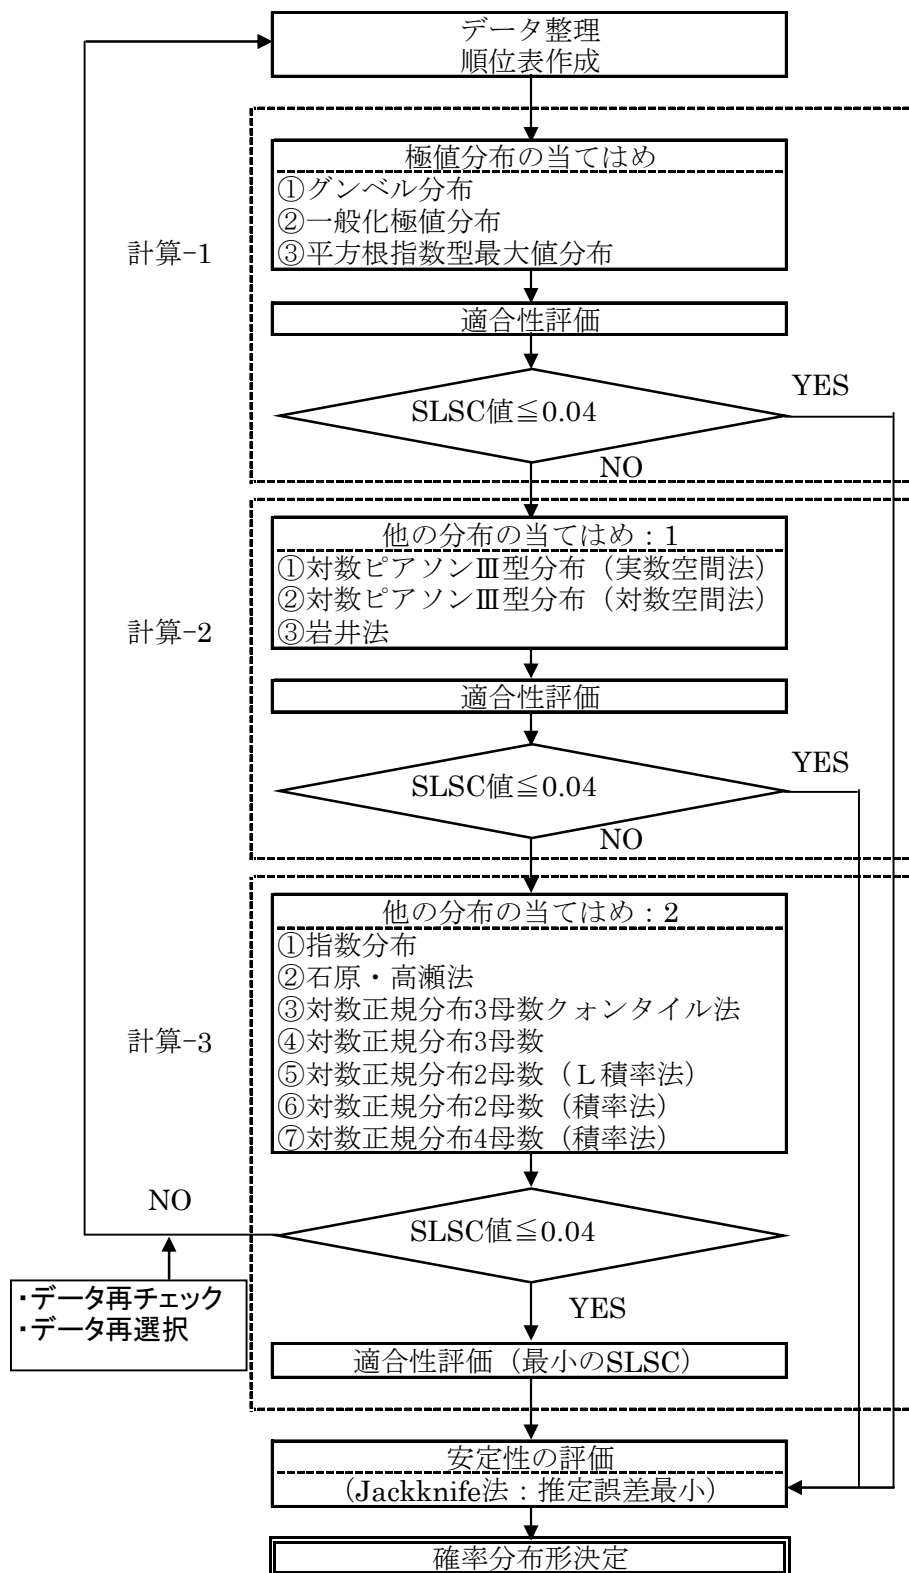 データ整理
順位表作成
極値分布の当てはめ
①グンベル分布
②一般化極値分布
③平方根指数型最大値分布
計算-1
適合性評価
YES
SLSC値≦0.04
NO
他の分布の当てはめ：1
①対数ピアソンⅢ型分布（実数空間法）
②対数ピアソンⅢ型分布（対数空間法）
③岩井法
計算-2
適合性評価
YES
SLSC値≦0.04
NO
他の分布の当てはめ：2
①指数分布
②石原・高瀬法
③対数正規分布3母数クォンタイル法
④対数正規分布3母数
⑤対数正規分布2母数（Ｌ積率法）
⑥対数正規分布2母数（積率法）
⑦対数正規分布4母数（積率法）
計算-3
NO
SLSC値≦0.04
・データ再チェック
・データ再選択
YES
適合性評価（最小のSLSC）
安定性の評価
（Jackknife法：推定誤差最小）
確率分布形決定